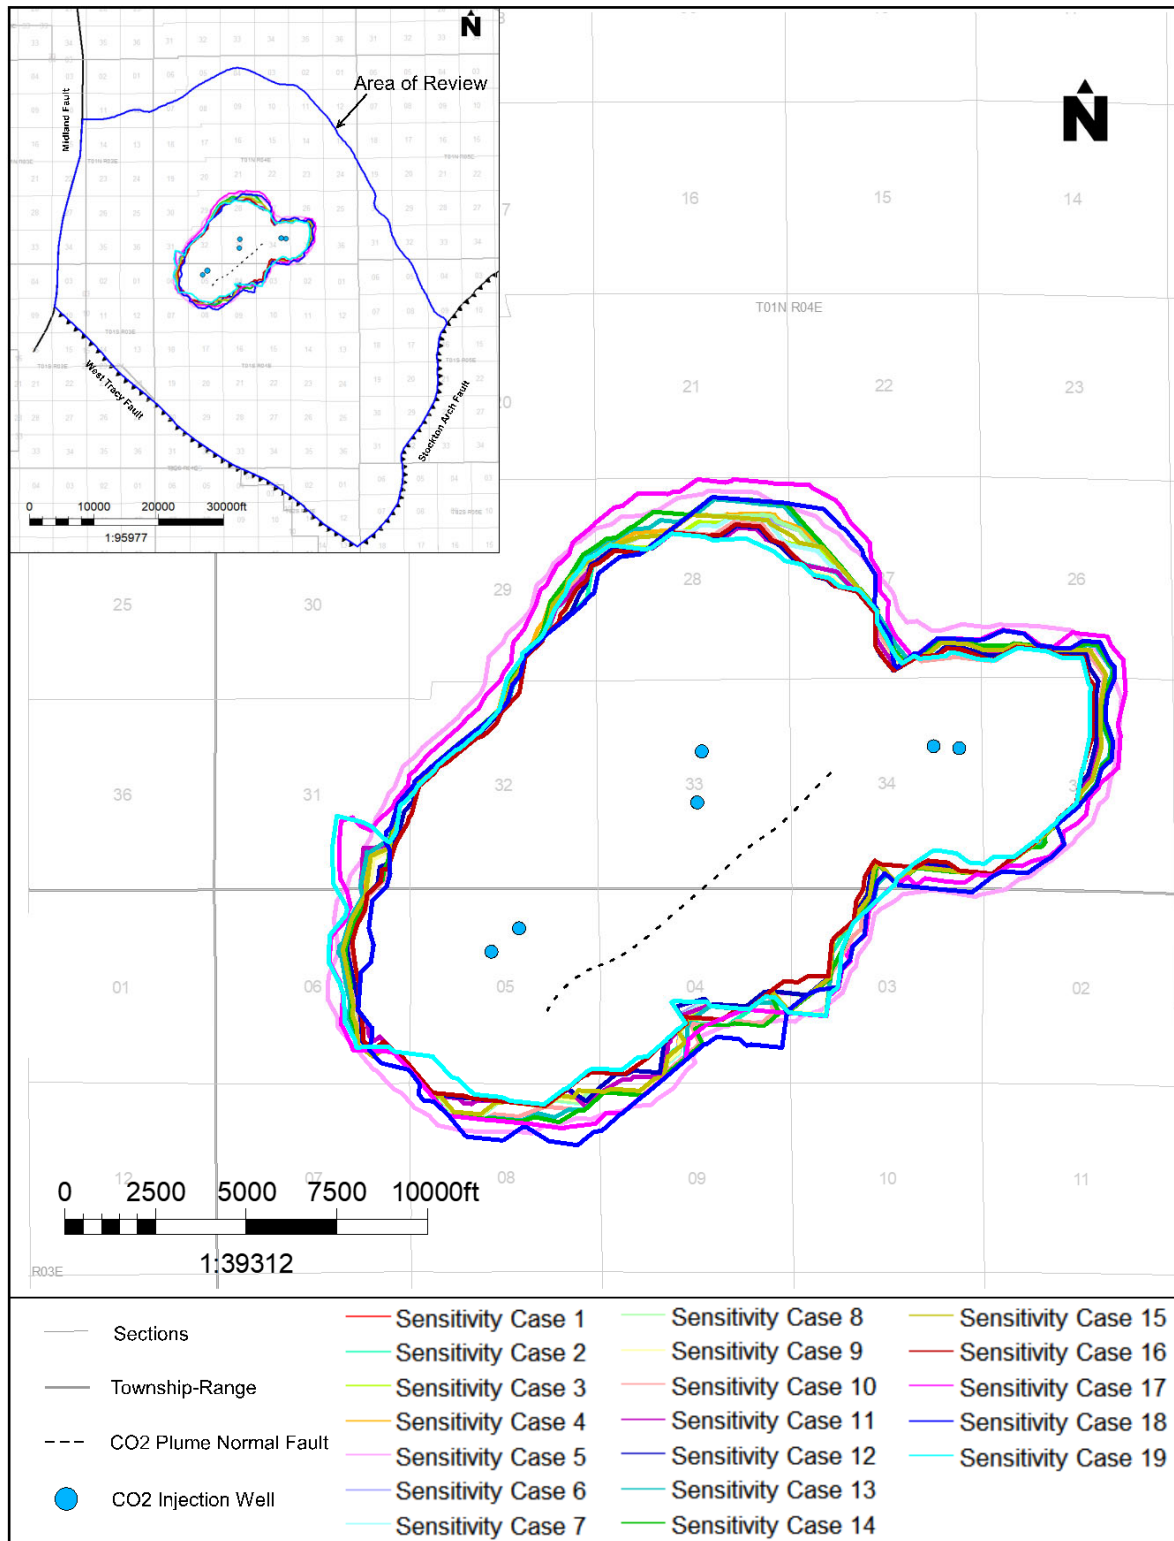 N
Area of Review
Midland Fault
T01N R04E
West Tracy Fault
Stockton Arch Fault
0 10000 20000 30000ft
1:95977
N
16 15 14
T01N R04E
21 22 23
25 30 29 28 26
36 31 32 33 34
01 06 05 04 03 02
12 07 08 09 10 11
0 2500 5000 7500 10000ft
1:39312
R03E
Sections
Township-Range
CO2 Plume Normal Fault
CO2 Injection Well
Sensitivity Case 1
Sensitivity Case 2
Sensitivity Case 3
Sensitivity Case 4
Sensitivity Case 5
Sensitivity Case 6
Sensitivity Case 7
Sensitivity Case 8
Sensitivity Case 9
Sensitivity Case 10
Sensitivity Case 11
Sensitivity Case 12
Sensitivity Case 13
Sensitivity Case 14
Sensitivity Case 15
Sensitivity Case 16
Sensitivity Case 17
Sensitivity Case 18
Sensitivity Case 19